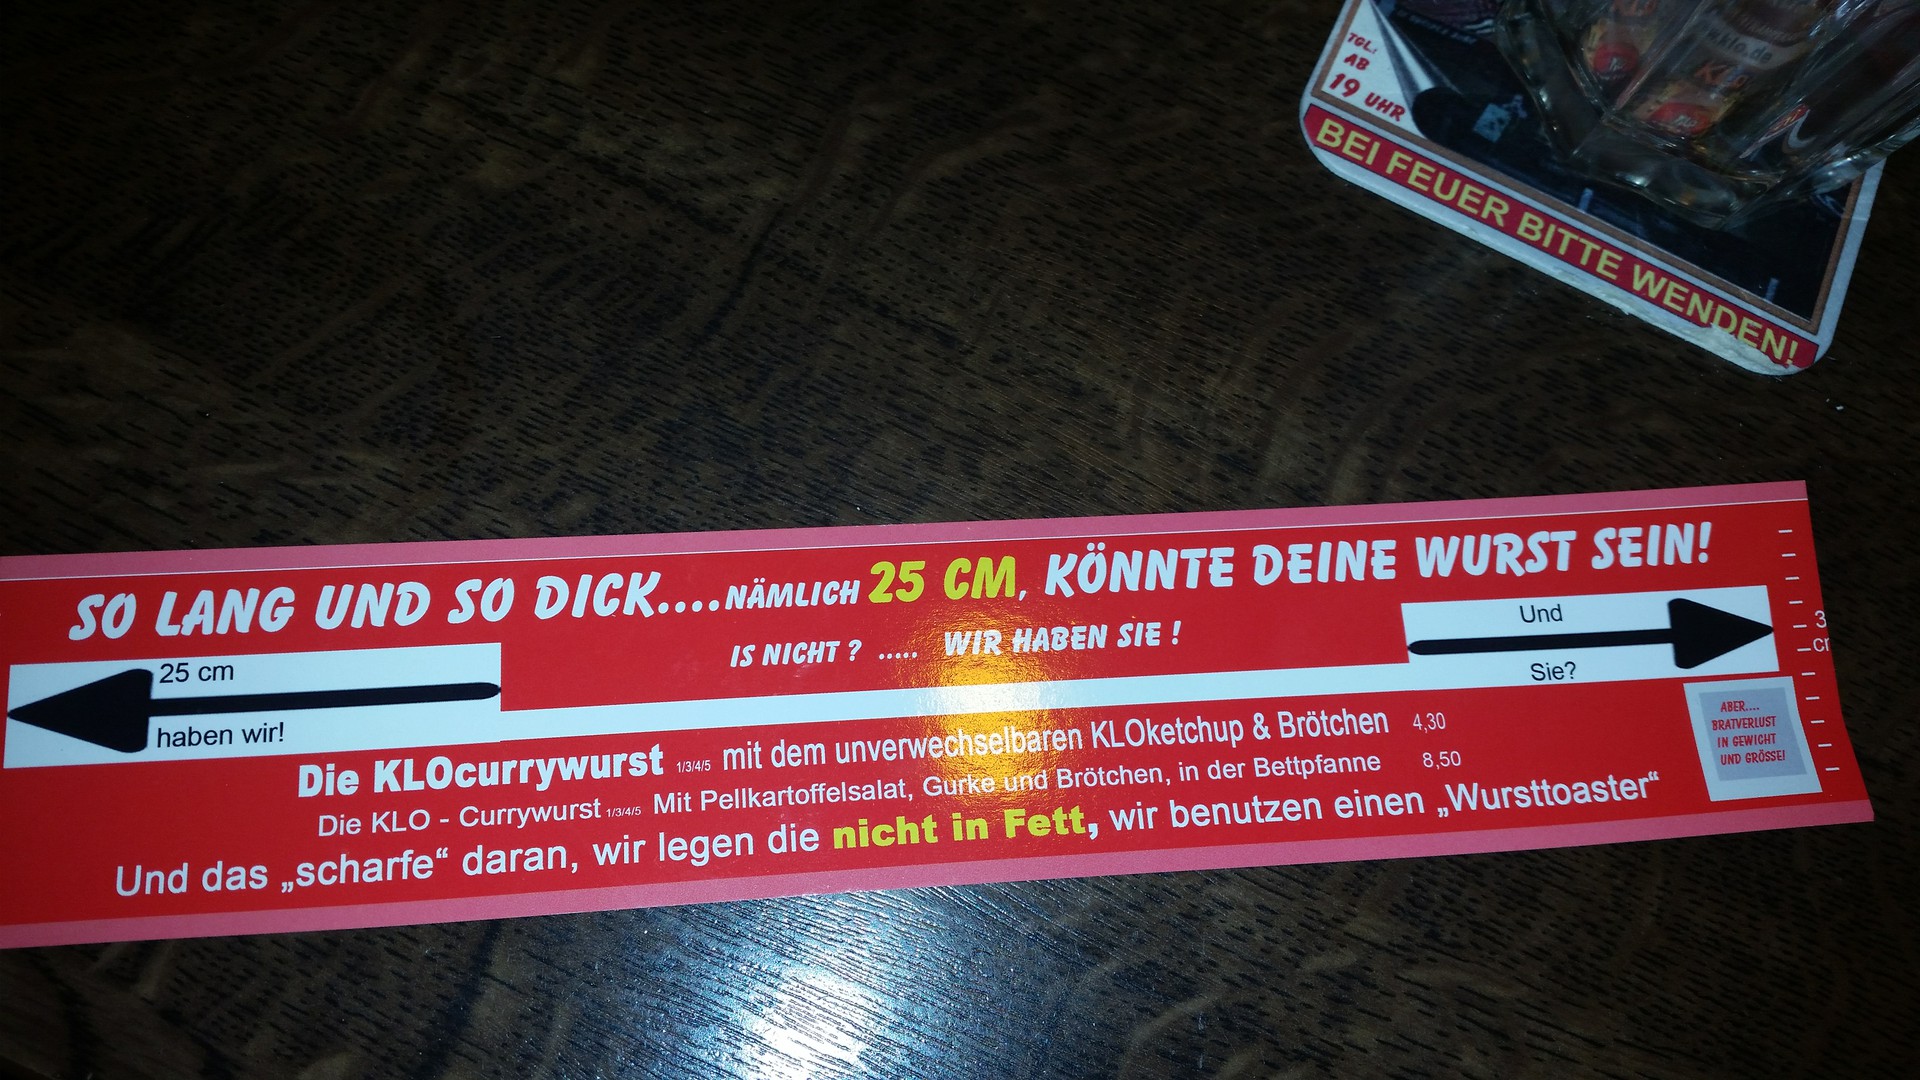 TGL.
AB
19 UHR
BEI FEUER BITTE WENDEN!
SO LANG UND SO DICK....NÄMLICH 25 CM, KÖNNTE DEINE WURST SEIN!
IS NICHT ? ..... WIR HABEN SIE !
25 cm
haben wir!
Und
Sie?
3
Die KLOcurrywurst 1/3/4/5 mit dem unverwechselbaren KLOketchup & Brötchen 4,30
Die KLO - Currywurst 1/3/4/5 Mit Pellkartoffelsalat, Gurke und Brötchen, in der Bettpfanne 8,50
Und das „scharfe“ daran, wir legen die nicht in Fett, wir benutzen einen „Wursttoaster“
ABER....
BRATVERLUST
IN GEWICHT
UND GRÖSSE!